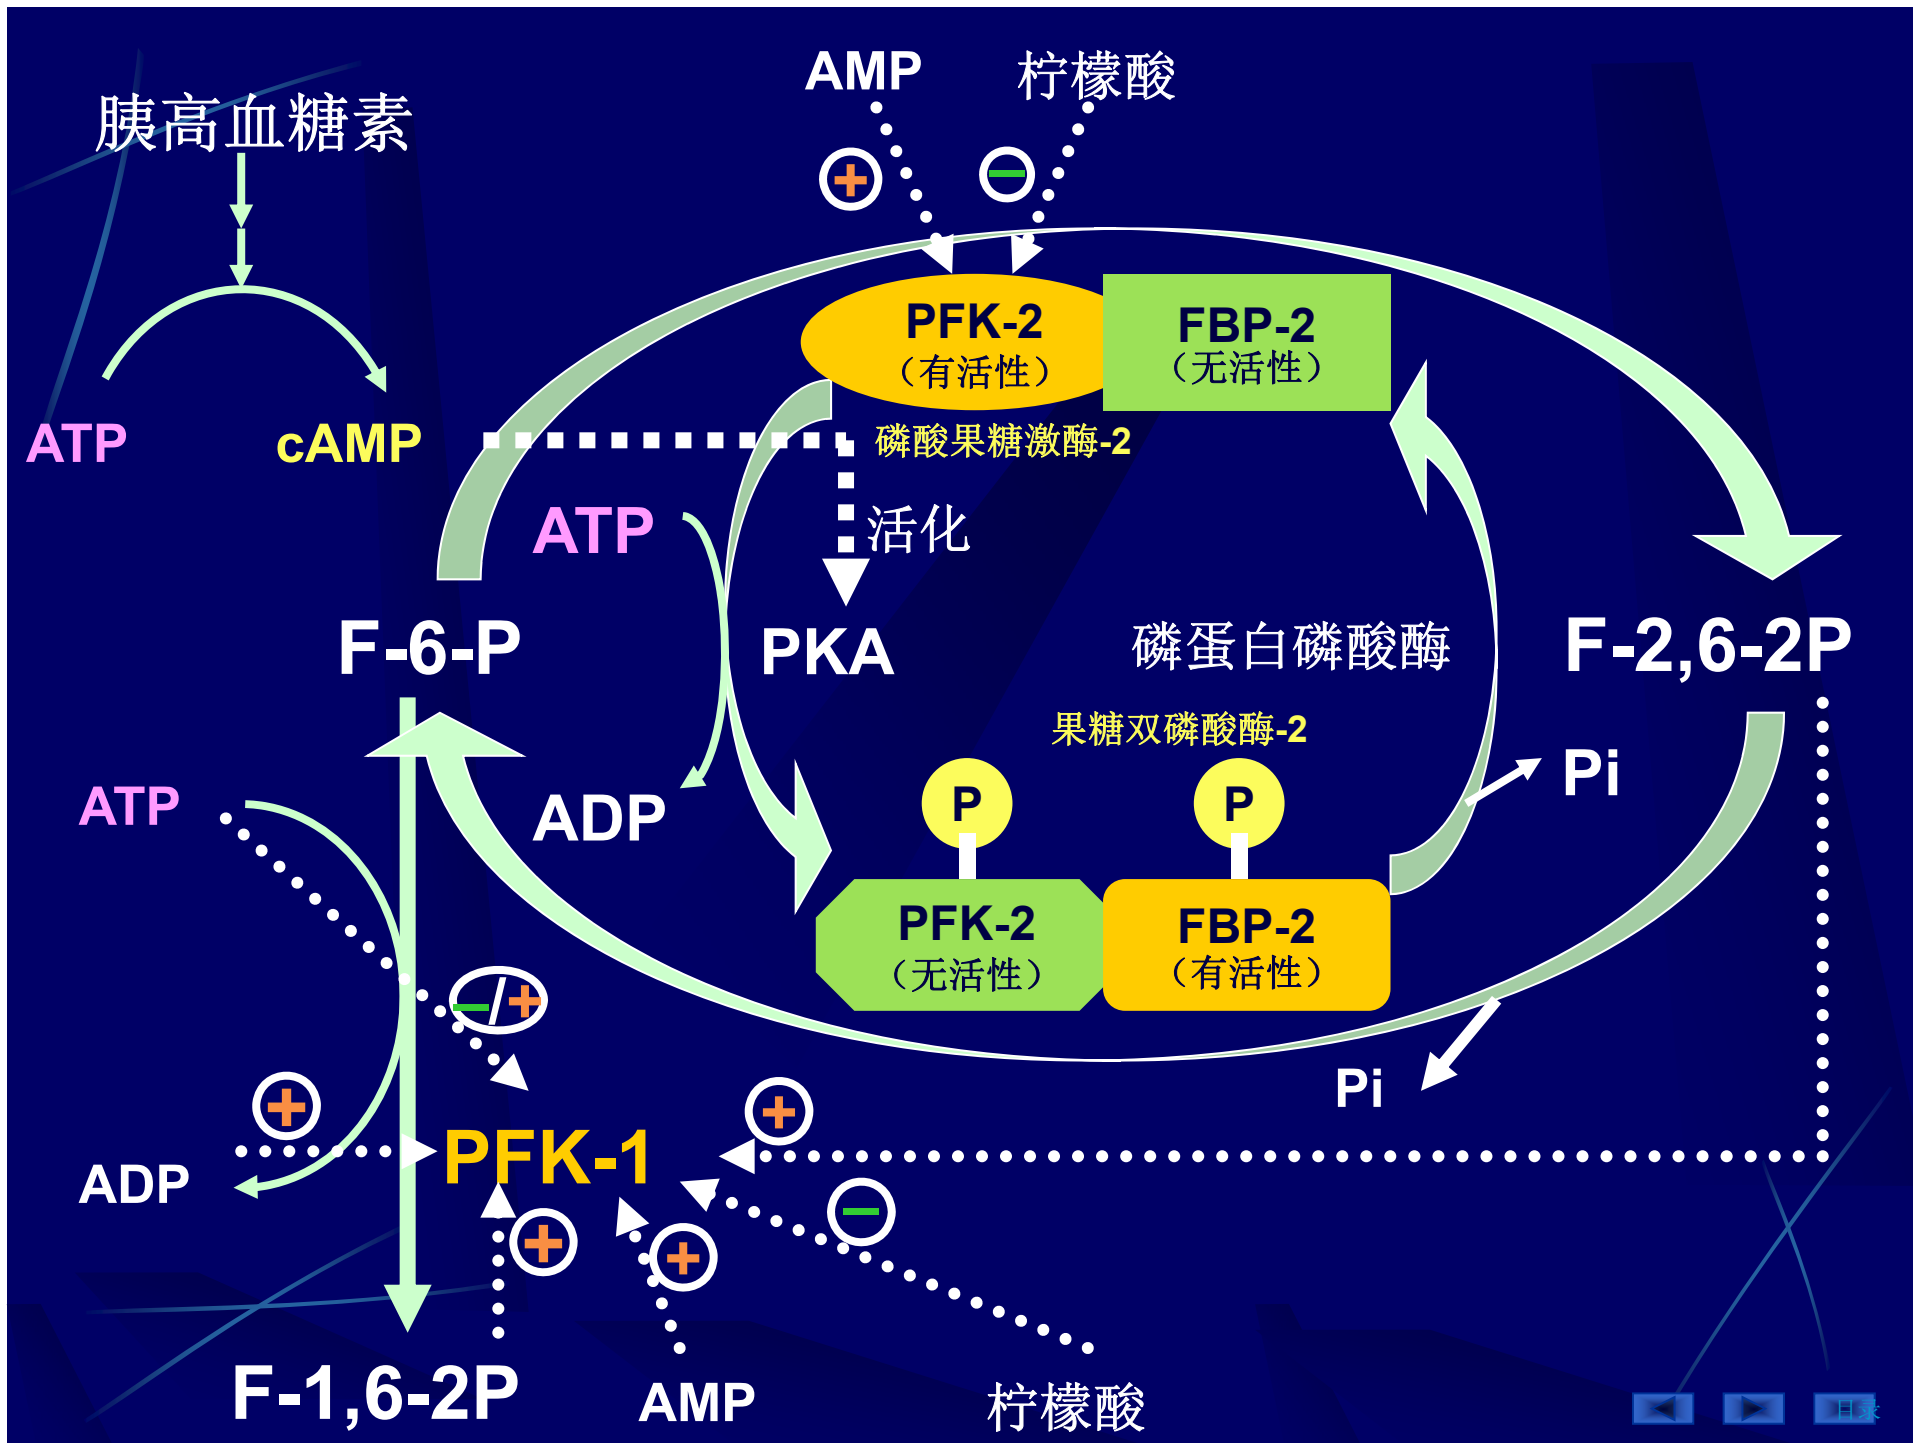 AMP
柠檬酸
胰高血糖素
+
−
PFK-2
（有活性）
FBP-2
（无活性）
ATP
cAMP
磷酸果糖激酶-2
ATP
活化
F-6-P
PKA
磷蛋白磷酸酶
F-2,6-2P
果糖双磷酸酶-2
Pi
ATP
ADP
P
P
PFK-2
（无活性）
FBP-2
（有活性）
−/+
Pi
+
+
PFK-1
ADP
−
+
+
F-1,6-2P
AMP
柠檬酸
目录